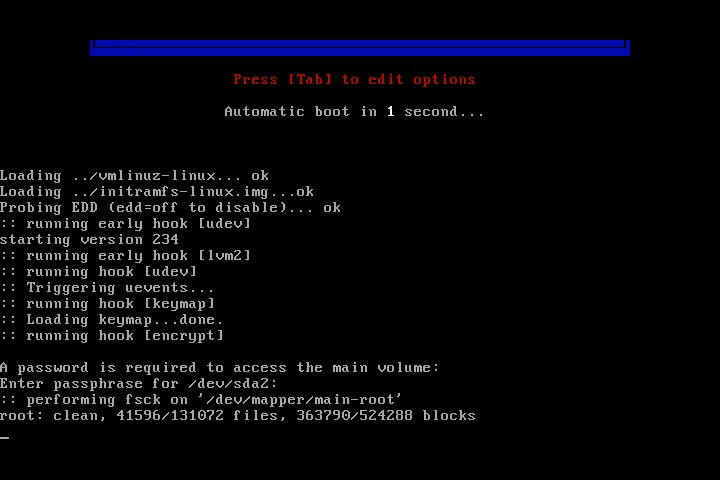 Press [Tab] to edit options
Automatic boot in 1 second...
Loading ../vmlinuz-linux... ok
Loading ../initramfs-linux.img...ok
Probing EDD (edd=off to disable)... ok
:: running early hook [udev]
starting version 234
:: running early hook [lvm2]
:: running hook [udev]
:: Triggering uevents...
:: running hook [keymap]
:: Loading keymap...done.
:: running hook [encrypt]
A password is required to access the main volume:
Enter passphrase for /dev/sda2:
:: performing fsck on '/dev/mapper/main-root'
root: clean, 41596/131072 files, 363790/524288 blocks